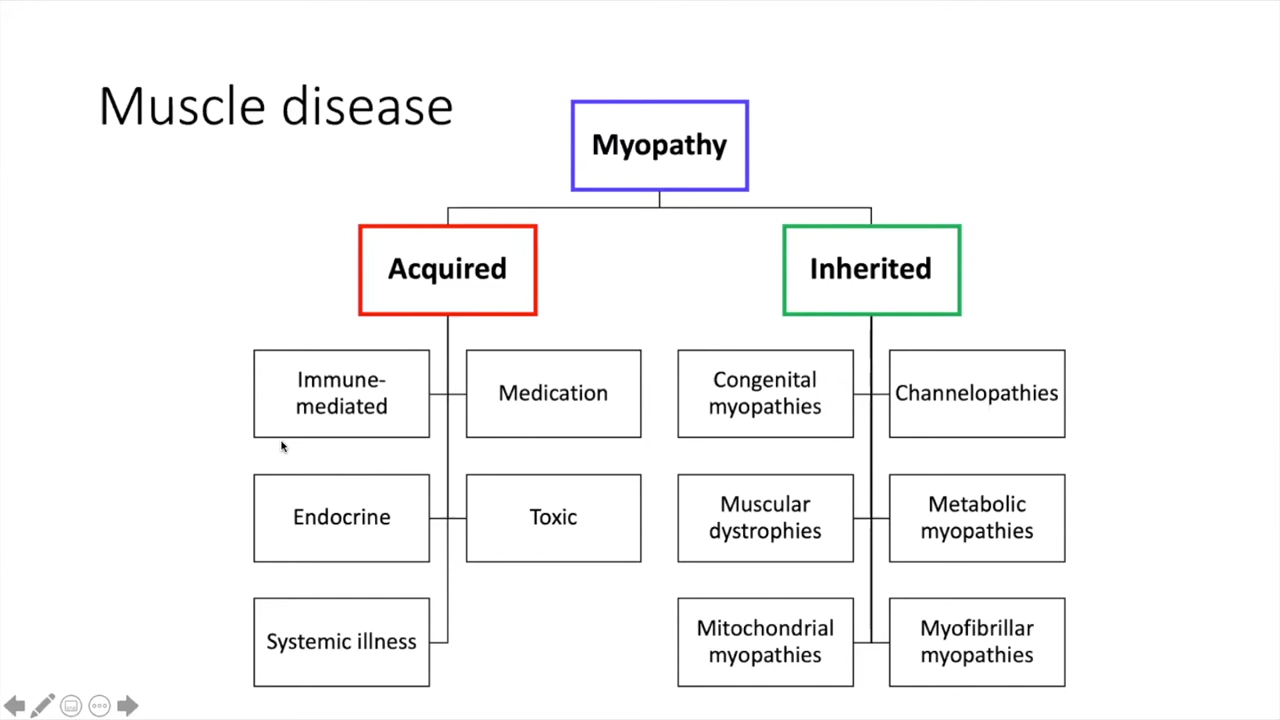 Muscle disease
Myopathy
Acquired
Inherited
Immune-
mediated
Medication
Congenital
myopathies
Channelopathies
Endocrine
Toxic
Muscular
dystrophies
Metabolic
myopathies
Systemic illness
Mitochondrial
myopathies
Myofibrillar
myopathies